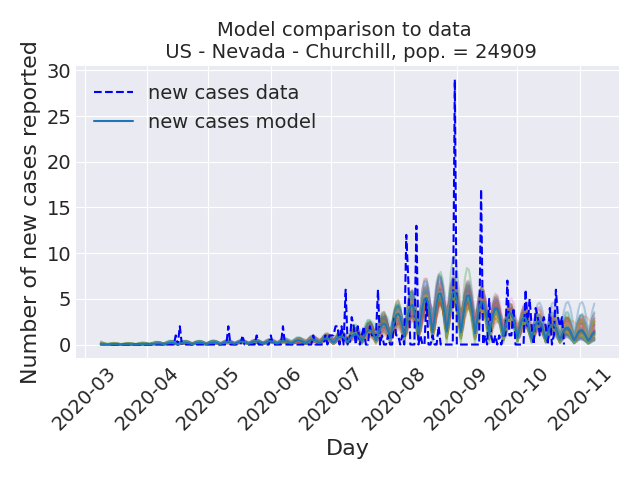 Model comparison to data
US - Nevada - Churchill, pop. = 24909
Number of new cases reported
30
25
20
15
10
5
0
new cases data
new cases model
2020-03
2020-04
2020-05
2020-06
2020-07
2020-08
2020-09
2020-10
2020-11
Day